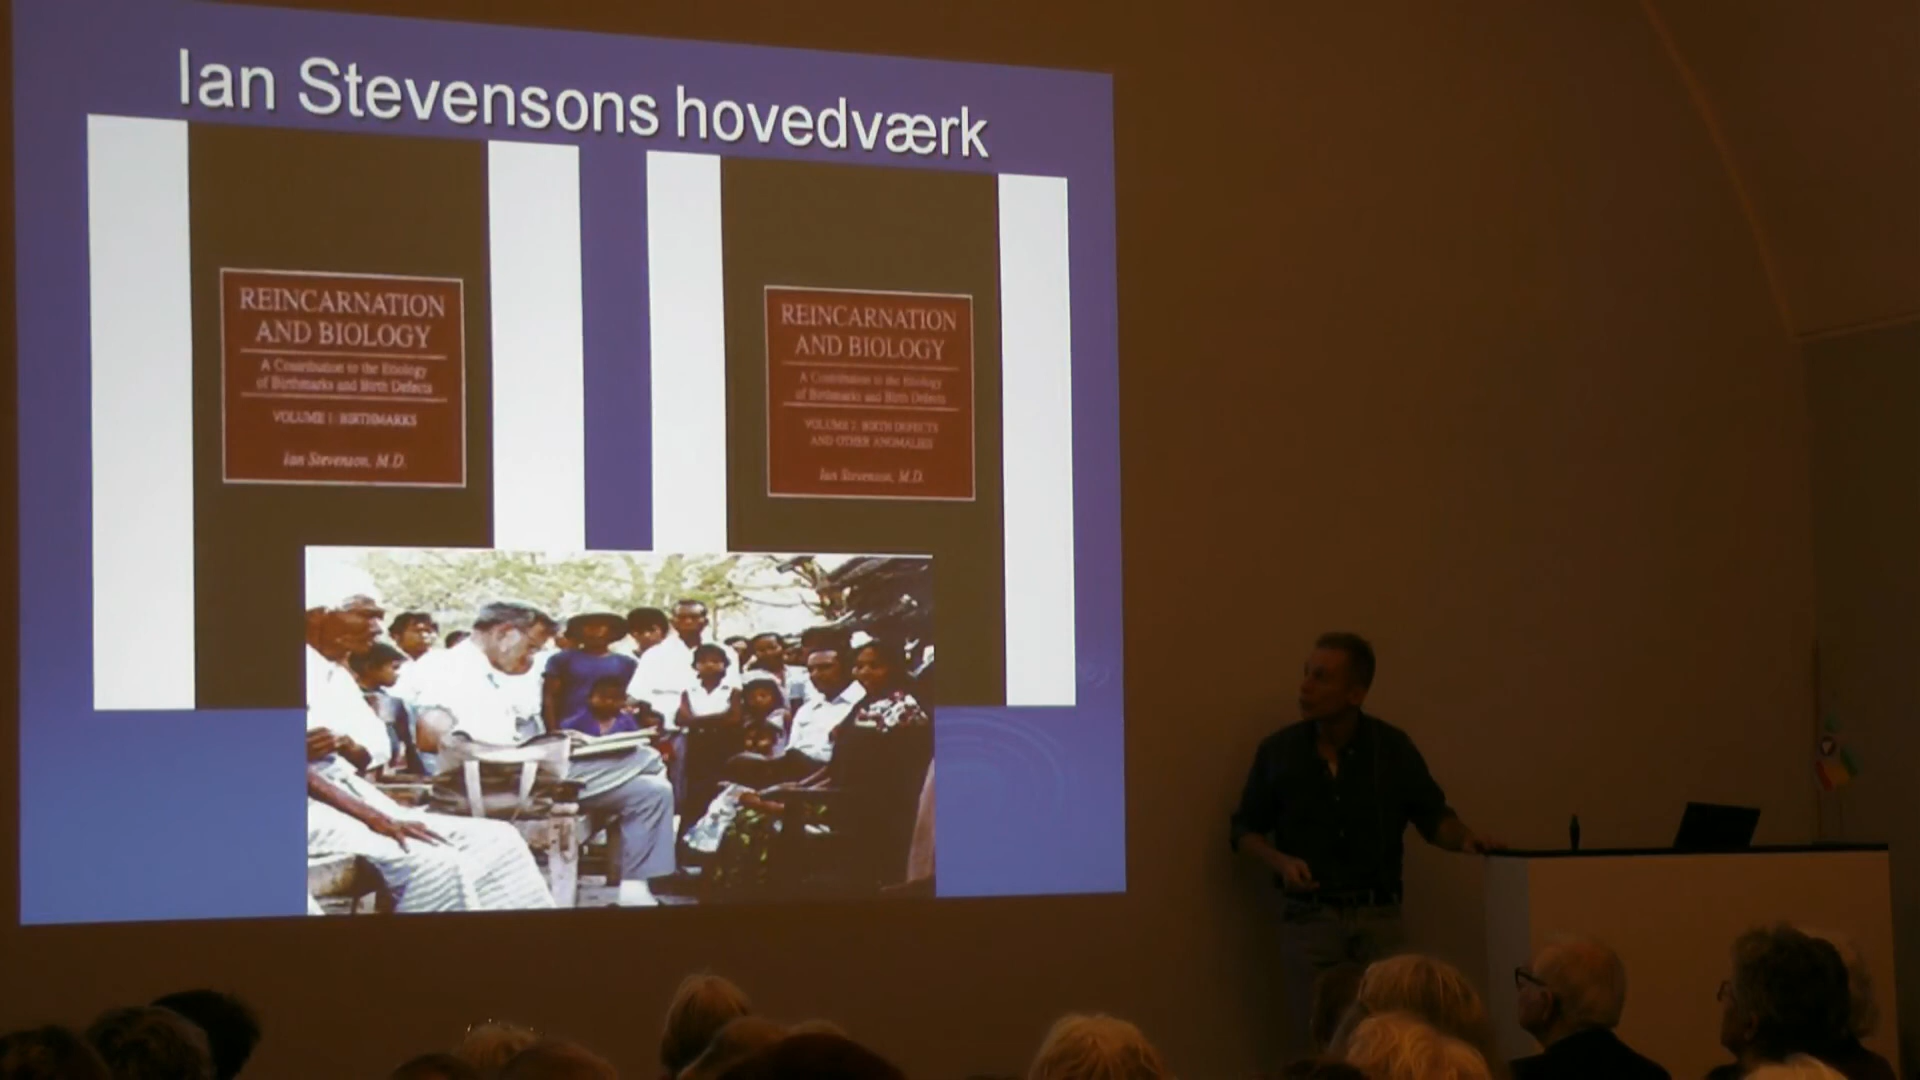 Ian Stevensons hovedværk
REINCARNATION
AND BIOLOGY
A Contribution to the Etiology
of Birthmarks and Birth Defects
VOLUME 1: BIRTHMARKS
Ian Stevenson, M.D.
REINCARNATION
AND BIOLOGY
A Contribution to the Etiology
of Birthmarks and Birth Defects
VOLUME 2: BIRTH DEFECTS
AND OTHER ANOMALIES
Ian Stevenson, M.D.